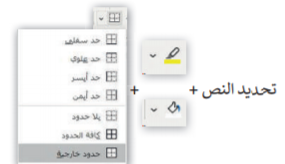 حد سفلي
حد علوي
حد أيسر
حد أيمن
بلا حدود
كافة الحدود
حدود خارجية
تحديد النص + +